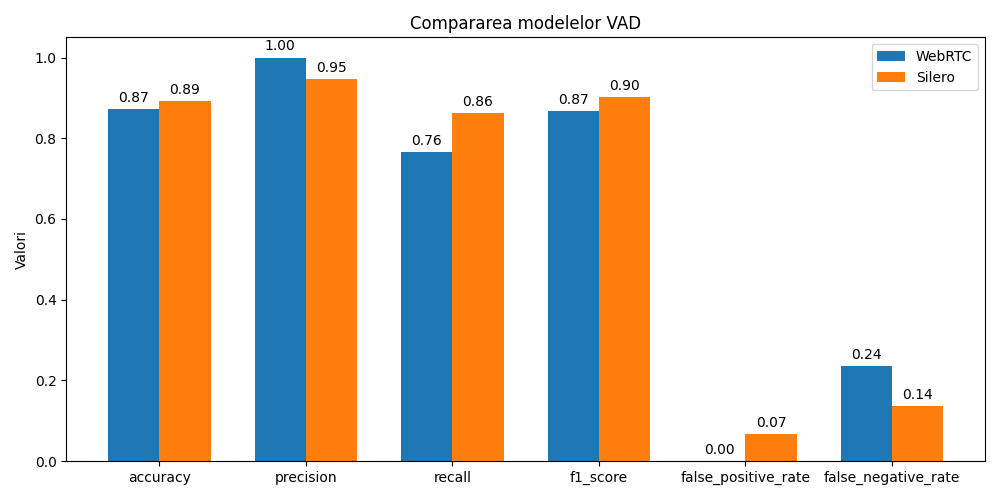 Compararea modelelor VAD
WebRTC
Silero
Valori
1.0
0.8
0.6
0.4
0.2
0.0
0.87
0.89
1.00
0.95
0.76
0.86
0.87
0.90
0.00
0.07
0.24
0.14
accuracy
precision
recall
f1_score
false_positive_rate
false_negative_rate